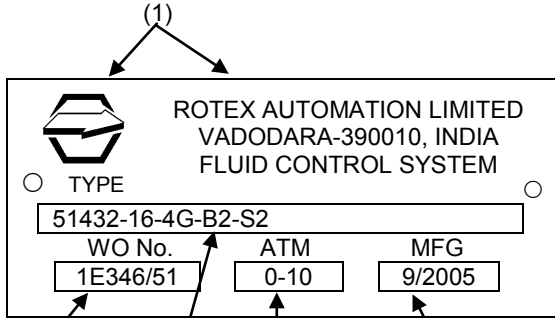 (1)
ROTEX AUTOMATION LIMITED
VADODARA-390010, INDIA
FLUID CONTROL SYSTEM
TYPE
51432-16-4G-B2-S2
WO No. ATM MFG
1E346/51 0-10 9/2005